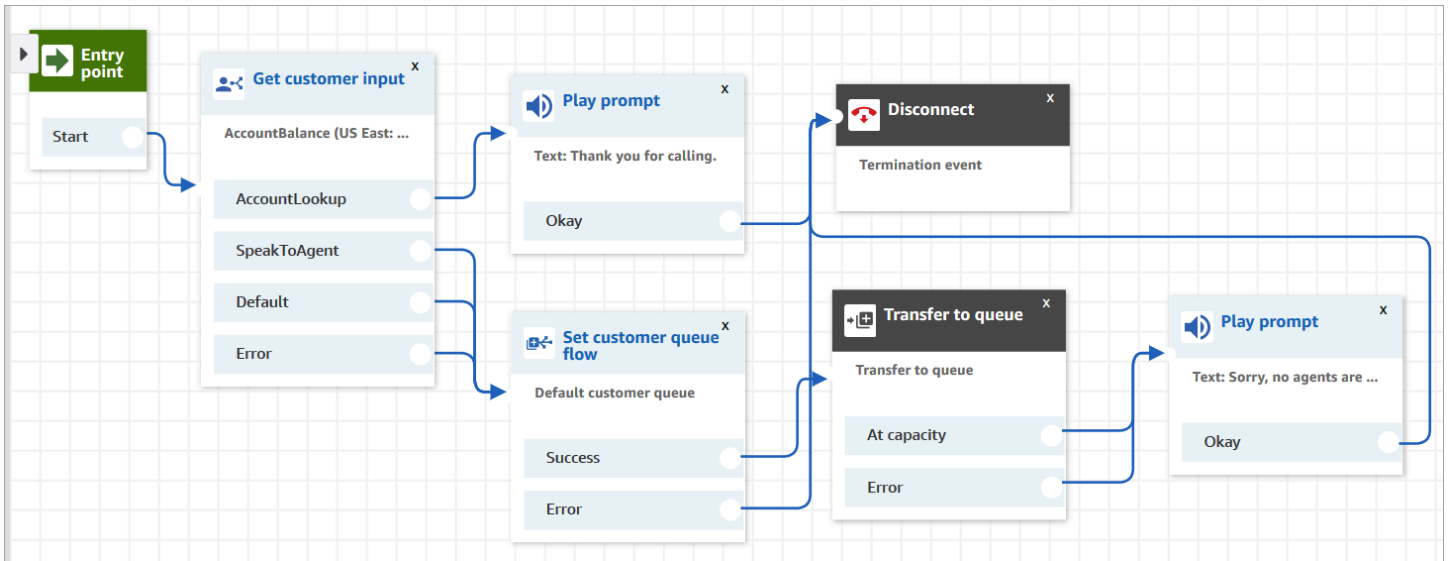 Entry
point
Start
Get customer input
x
AccountBalance (US East: ...
AccountLookup
SpeakToAgent
Default
Error
Play prompt
x
Text: Thank you for calling.
Okay
Set customer queue
flow
x
Default customer queue
Success
Error
Disconnect
x
Termination event
Transfer to queue
x
Transfer to queue
At capacity
Error
Play prompt
x
Text: Sorry, no agents are ...
Okay